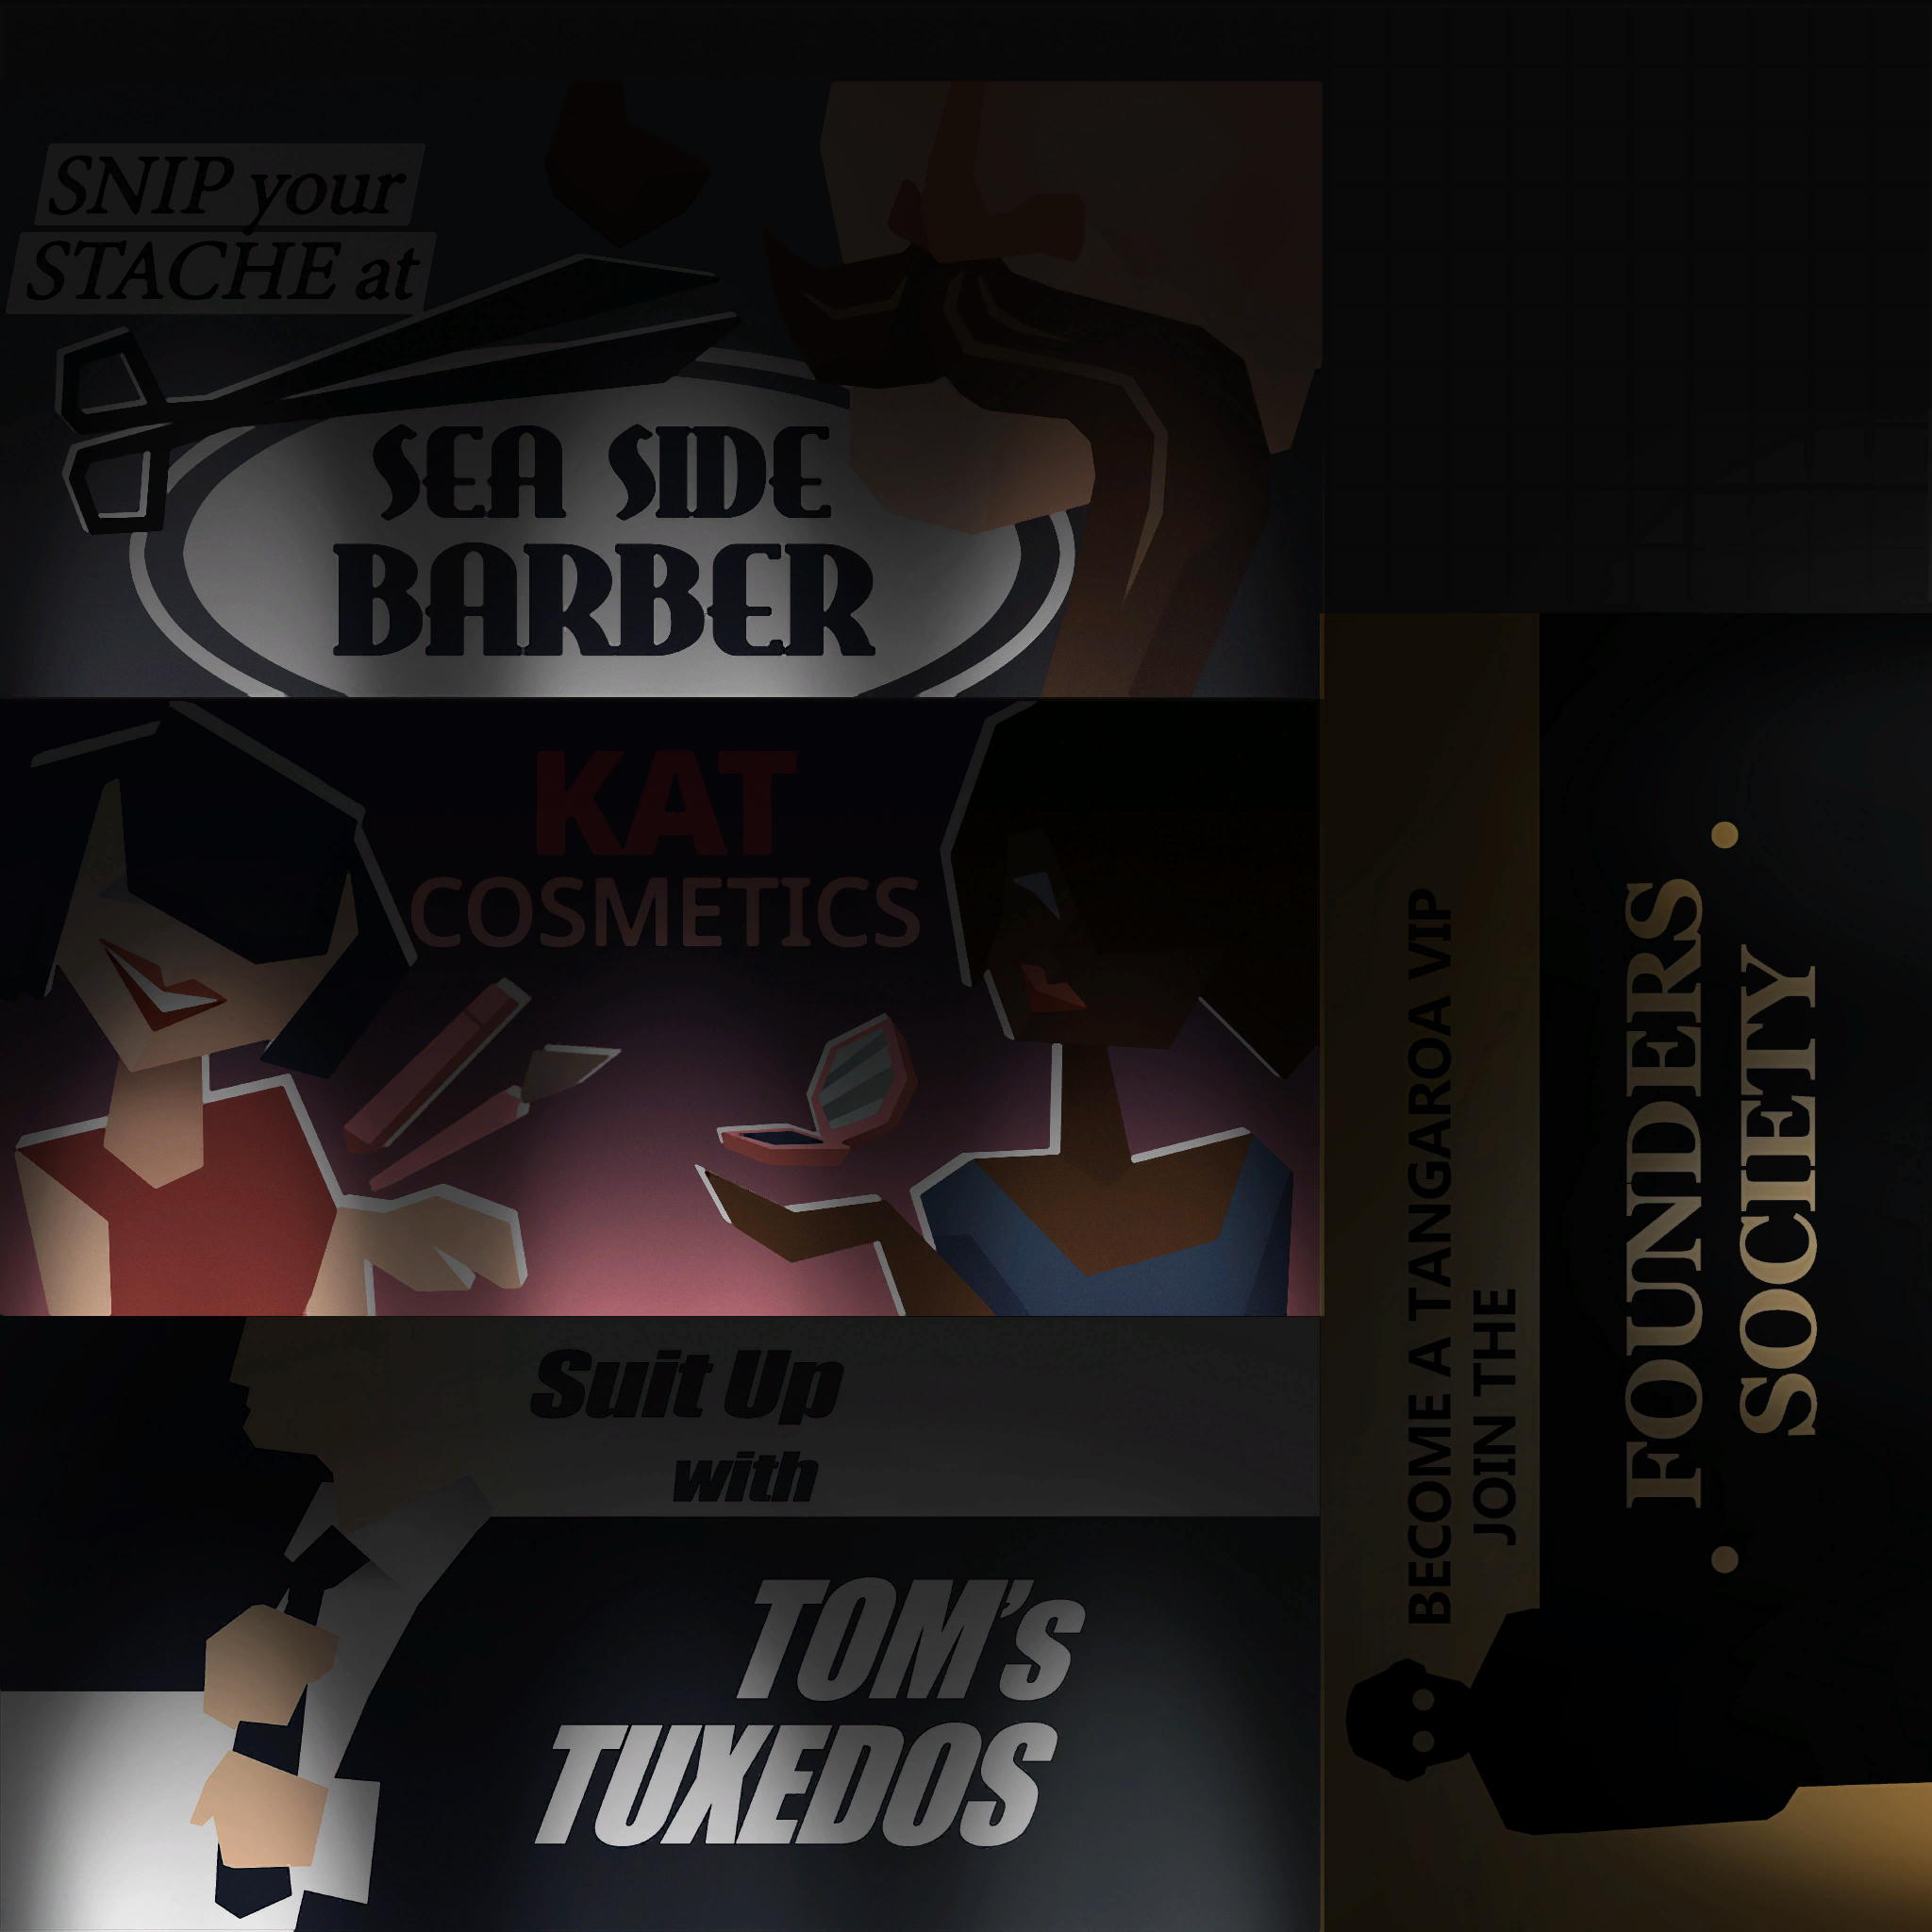 SNIP your
STACHE at
SEA SIDE
BARBER
KAT
COSMETICS
Suit Up
with
TOM's
TUXEDOS
BECOME A TANGAROA VIP
JOIN THE
FOUNDERS
SOCIETY